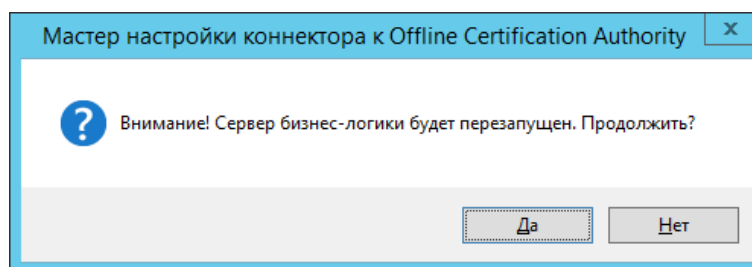 Мастер настройки коннектора к Offline Certification Authority
x
?
Внимание! Сервер бизнес-логики будет перезапущен. Продолжить?
Да
Нет